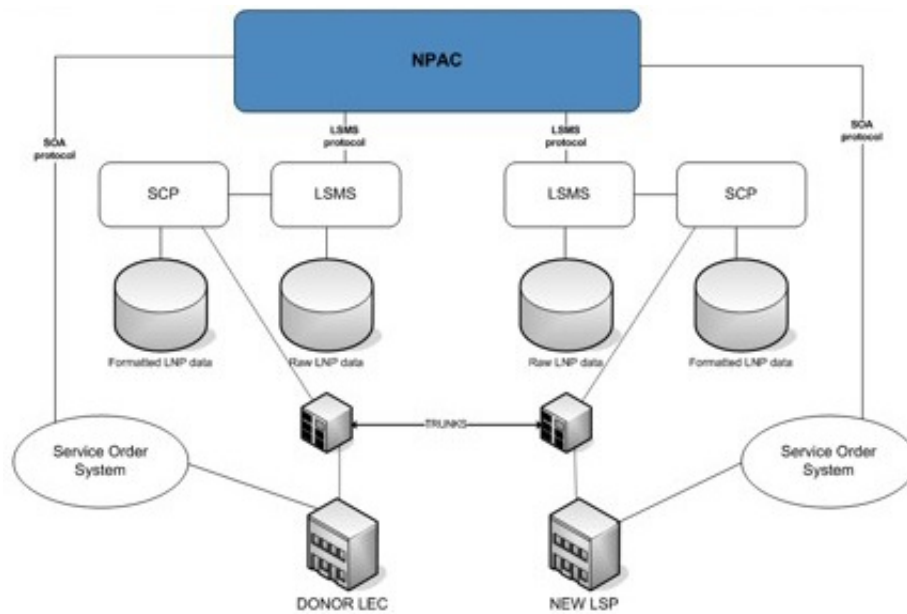 NPAC
SOA
protocol
LSMS
protocol
LSMS
protocol
SOA
protocol
SCP
LSMS
LSMS
SCP
Formatted LNP data
Raw LNP data
Raw LNP data
Formatted LNP data
TRUNKS
Service Order
System
Service Order
System
DONOR LEC
NEW LSP